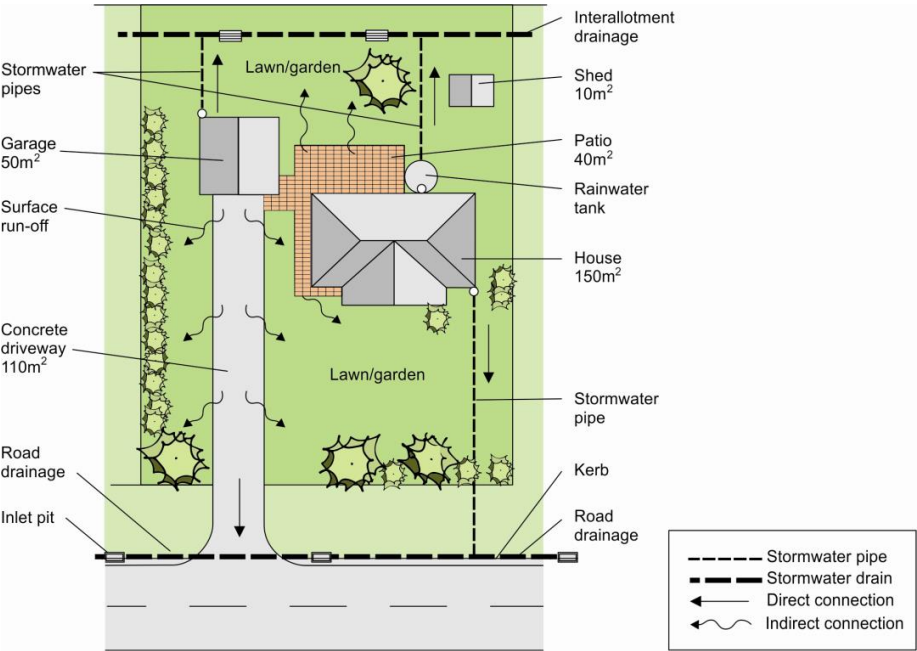 Interallotment
drainage
Stormwater
pipes
Lawn/garden
Shed
10m²
Garage
50m²
Patio
40m²
Rainwater
tank
Surface
run-off
House
150m²
Concrete
driveway
110m²
Lawn/garden
Stormwater
pipe
Road
drainage
Kerb
Inlet pit
Road
drainage
Stormwater pipe
Stormwater drain
Direct connection
Indirect connection